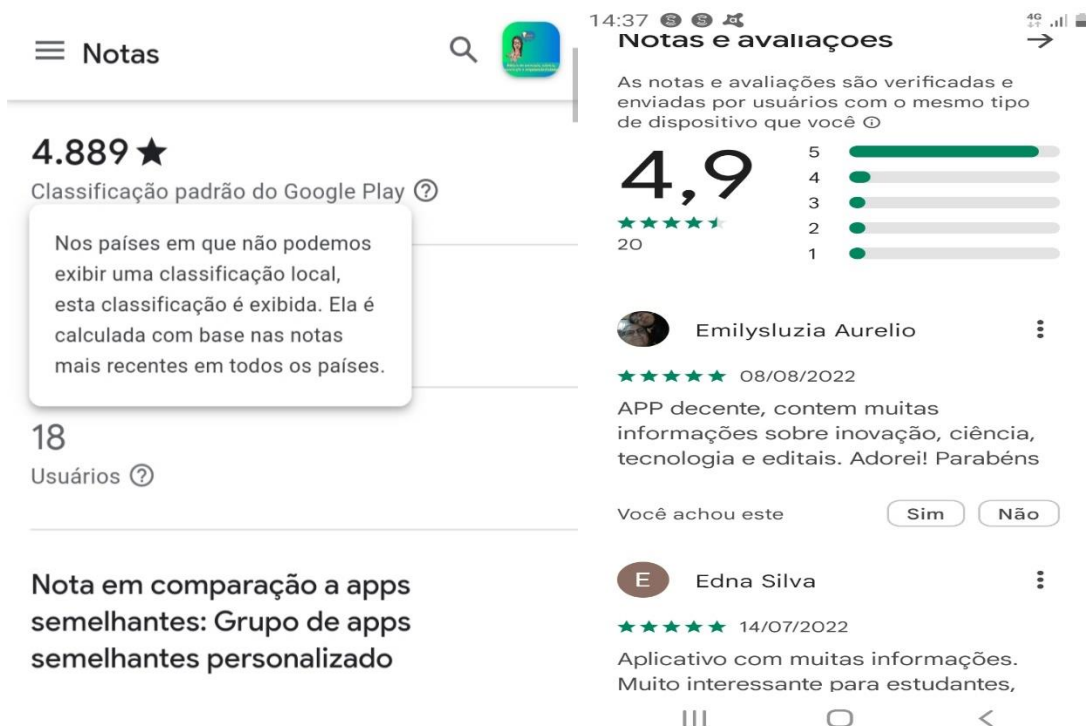 Notas
4.889 ★
Classificação padrão do Google Play
Nos países em que não podemos
exibir uma classificação local,
esta classificação é exibida. Ela é
calculada com base nas notas
mais recentes em todos os países.
18
Usuários
Nota em comparação a apps
semelhantes: Grupo de apps
semelhantes personalizado
14:37
4G
Notas e avaliações
As notas e avaliações são verificadas e
enviadas por usuários com o mesmo tipo
de dispositivo que você
4,9
20
5
4
3
2
1
Emilysluzia Aurelio
08/08/2022
APP decente, contem muitas
informações sobre inovação, ciência,
tecnologia e editais. Adorei! Parabéns
Você achou este
Sim Não
E Edna Silva
14/07/2022
Aplicativo com muitas informações.
Muito interessante para estudantes,